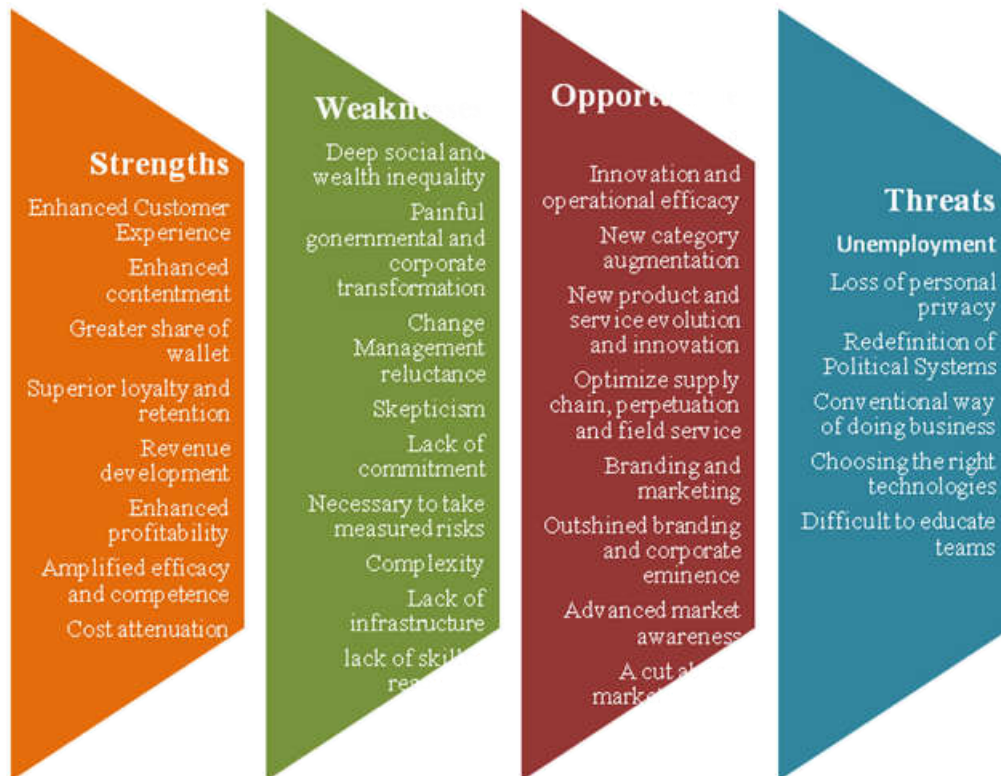 Strengths
Enhanced Customer
Experience
Enhanced
contentment
Greater share of
wallet
Superior loyalty and
retention
Revenue
development
Enhanced
profitability
Amplified efficacy
and competence
Cost attenuation
Deep social and
wealth inequality
Painful
gonernmental and
corporate
transformation
Change
Management
reluctance
Skepticism
Lack of
commitment
Necessary to take
measured risks
Complexity
Lack of
infrastructure
lack of
Innovation and
operational efficacy
New category
augmentation
New product and
service evolution
and innovation
Optimize supply
chain, perpetuation
and field service
Branding and
marketing
Outshined branding
and corporate
eminence
Advanced market
awareness
A cut
Threats
Unemployment
Loss of personal
privacy
Redefinition of
Political Systems
Conventional way
of doing business
Choosing the right
technologies
Difficult to educate
teams